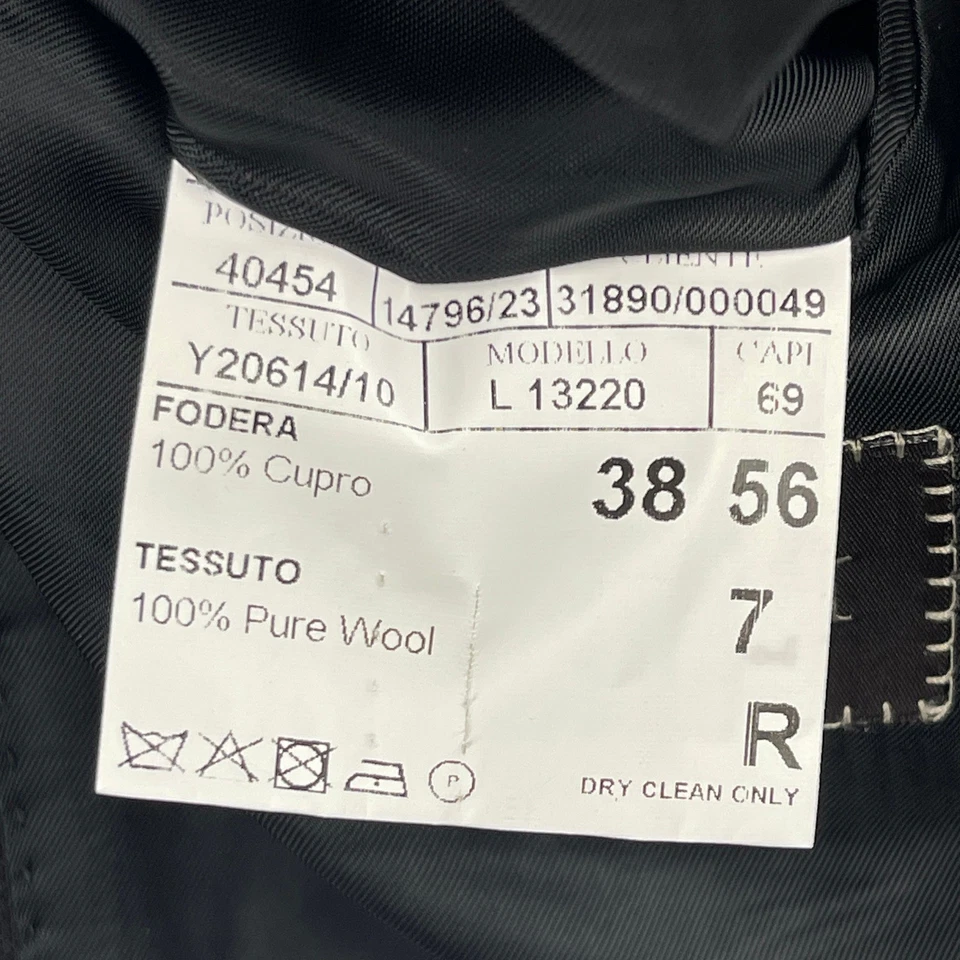 CLIENTE
40454 14796/23 31890/000049
TESSUTO MODELLO CAPI
Y20614/10 L 13220 69
FODERA
100% Cupro
38 56
TESSUTO
100% Pure Wool
7
R
P
DRY CLEAN ONLY